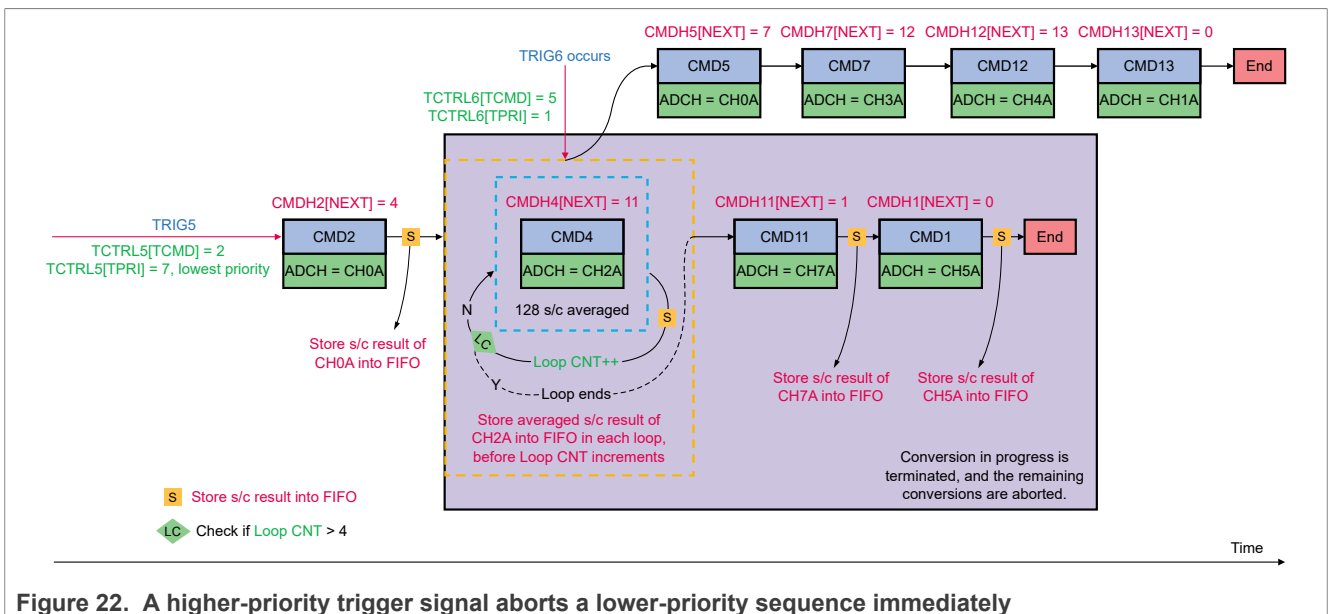 CMDH5[NEXT] = 7 CMDH7[NEXT] = 12 CMDH12[NEXT] = 13 CMDH13[NEXT] = 0
TRIG6 occurs
CMD5 CMD7 CMD12 CMD13 End
ADCH = CH0A ADCH = CH3A ADCH = CH4A ADCH = CH1A
TCTRL6[TCMD] = 5
TCTRL6[TPRI] = 1
CMDH2[NEXT] = 4 CMDH4[NEXT] = 11 CMDH11[NEXT] = 1 CMDH1[NEXT] = 0
TRIG5
CMD2 S CMD4 CMD11 S CMD1 S End
TCTRL5[TCMD] = 2
TCTRL5[TPRI] = 7, lowest priority
ADCH = CH0A ADCH = CH2A ADCH = CH7A ADCH = CH5A
N 128 s/c averaged S
LC Loop CNT++
Y Loop ends
Store s/c result of
CH0A into FIFO
Store s/c result of
CH7A into FIFO
Store s/c result of
CH5A into FIFO
Store averaged s/c result of
CH2A into FIFO in each loop,
before Loop CNT increments
Conversion in progress is
terminated, and the remaining
conversions are aborted.
S Store s/c result into FIFO
LC Check if Loop CNT > 4
Time
Figure 22. A higher-priority trigger signal aborts a lower-priority sequence immediately